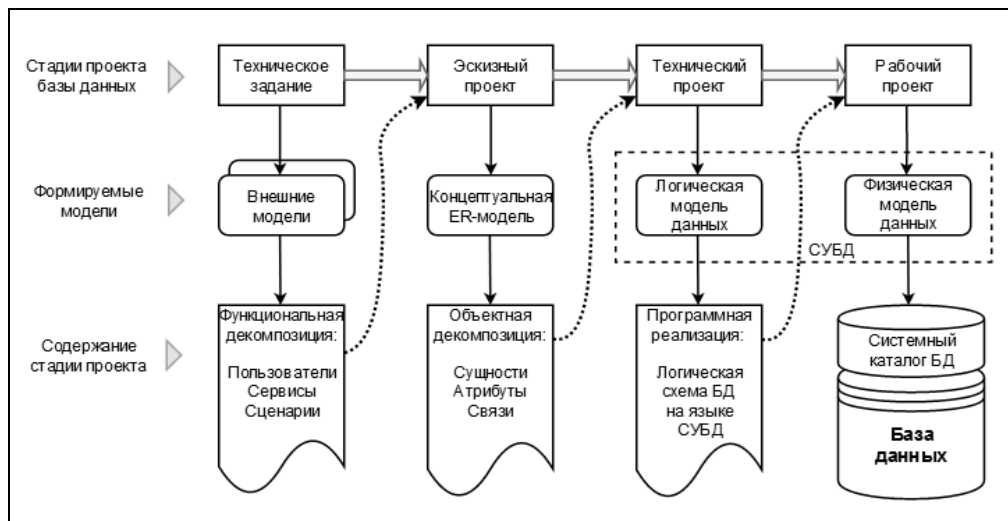 Стадии проекта
базы данных
Техническое
задание
Эскизный
проект
Технический
проект
Рабочий
проект
Формируемые
модели
Внешние
модели
Концептуальная
ER-модель
Логическая
модель
данных
Физическая
модель
данных
СУБД
Содержание
стадии проекта
Функциональная
декомпозиция:
Пользователи
Сервисы
Сценарии
Объектная
декомпозиция:
Сущности
Атрибуты
Связи
Программная
реализация:
Логическая
схема БД
на языке
СУБД
Системный
каталог БД
База
данных